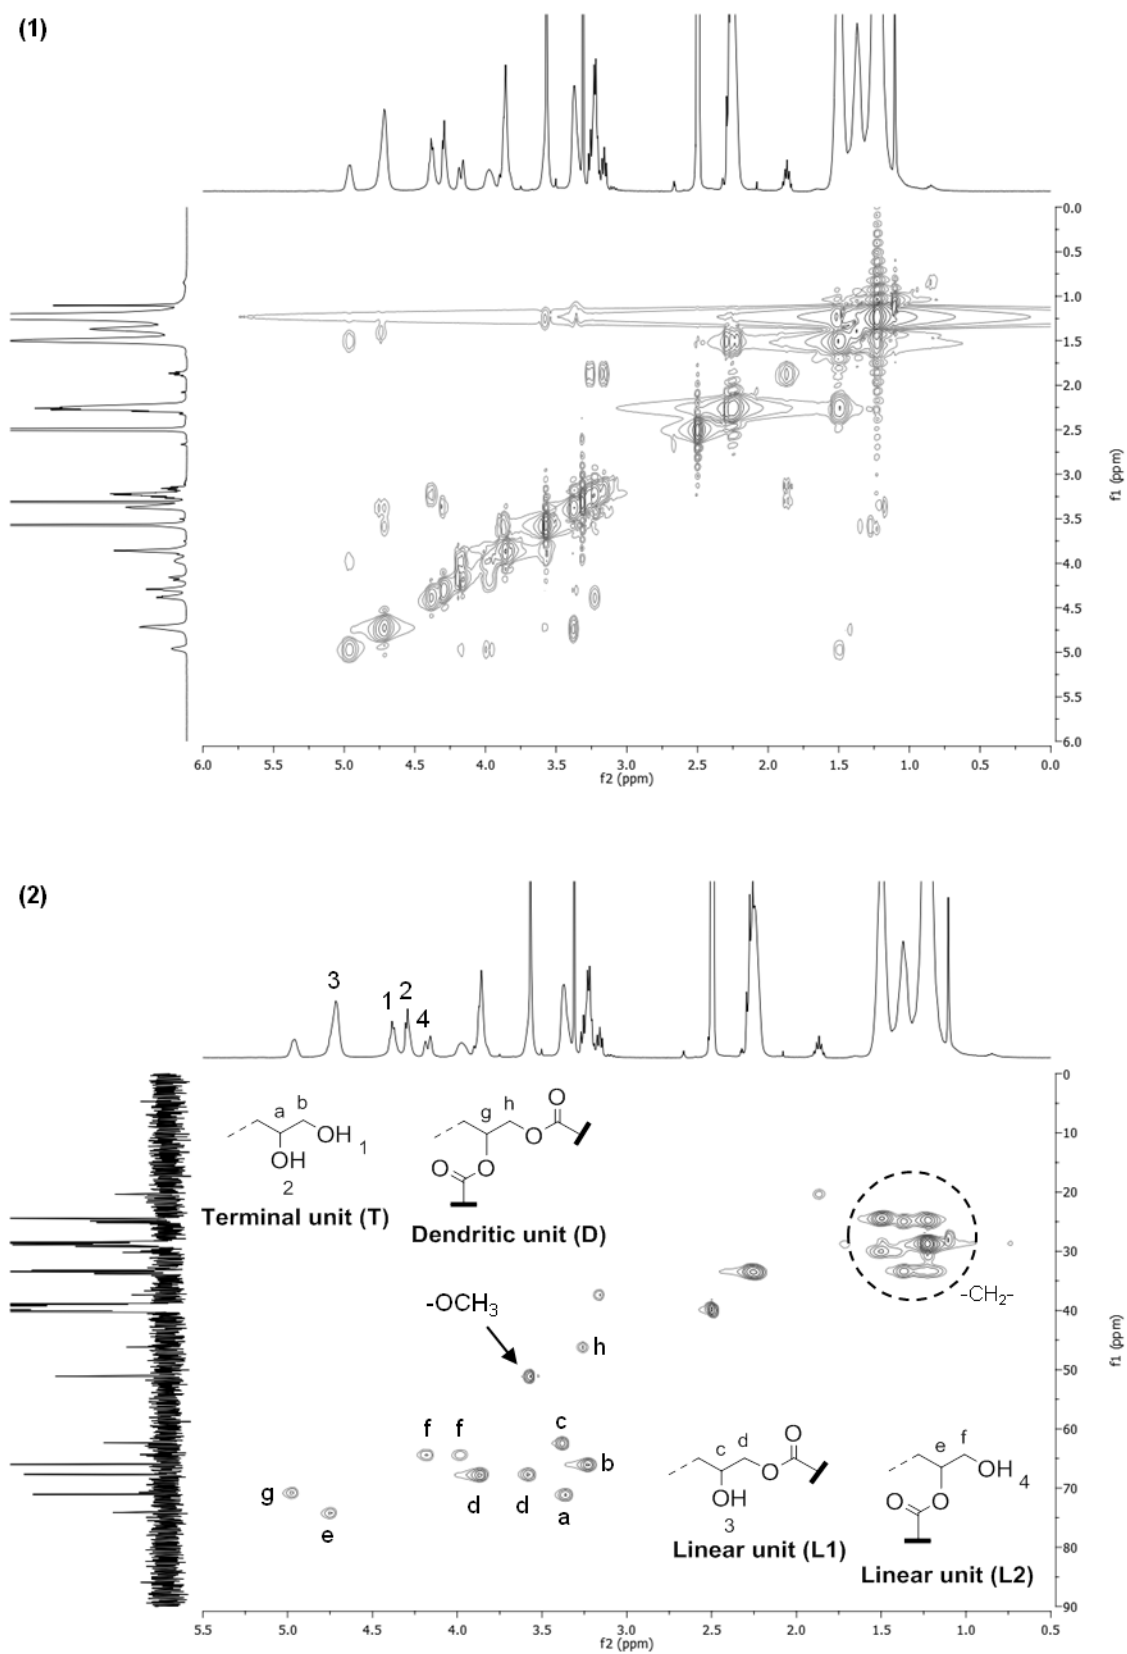 (1)
0.0
0.5
1.0
1.5
2.0
2.5
3.0
3.5
4.0
4.5
5.0
5.5
6.0
f1 (ppm)
6.0 5.5 5.0 4.5 4.0 3.5 3.0 2.5 2.0 1.5 1.0 0.5 0.0
f2 (ppm)
(2)
3
1
2
4
a b
OH 1
OH
2
Terminal unit (T)
g h
O
O
O
O
Dendritic unit (D)
-OCH3
-CH2-
h
f f c
b
d d a
g
e
c d
O
O
OH
3
Linear unit (L1)
e f
OH 4
O
O
Linear unit (L2)
0
10
20
30
40
50
60
70
80
90
f1 (ppm)
5.5 5.0 4.5 4.0 3.5 3.0 2.5 2.0 1.5 1.0 0.5
f2 (ppm)